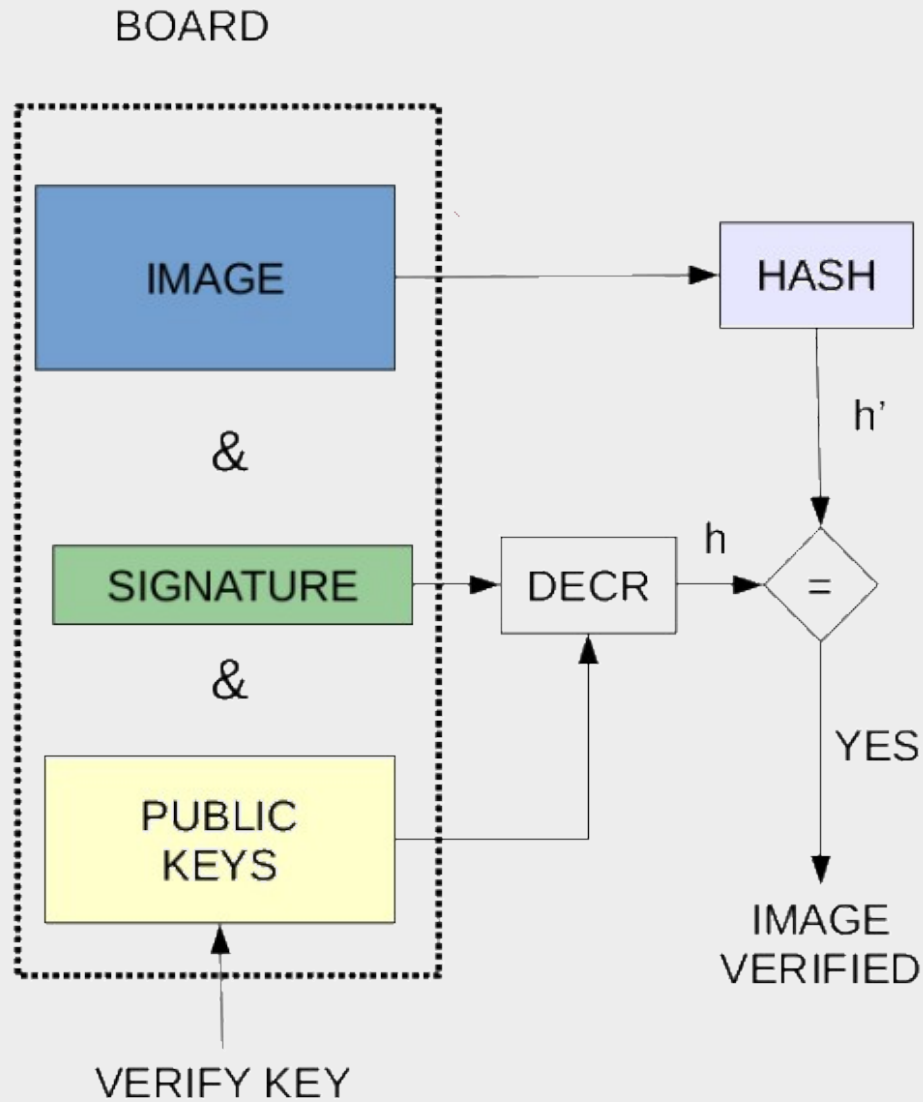 BOARD
IMAGE
HASH
&
h’
SIGNATURE
DECR
h
=
&
YES
PUBLIC
KEYS
IMAGE
VERIFIED
VERIFY KEY